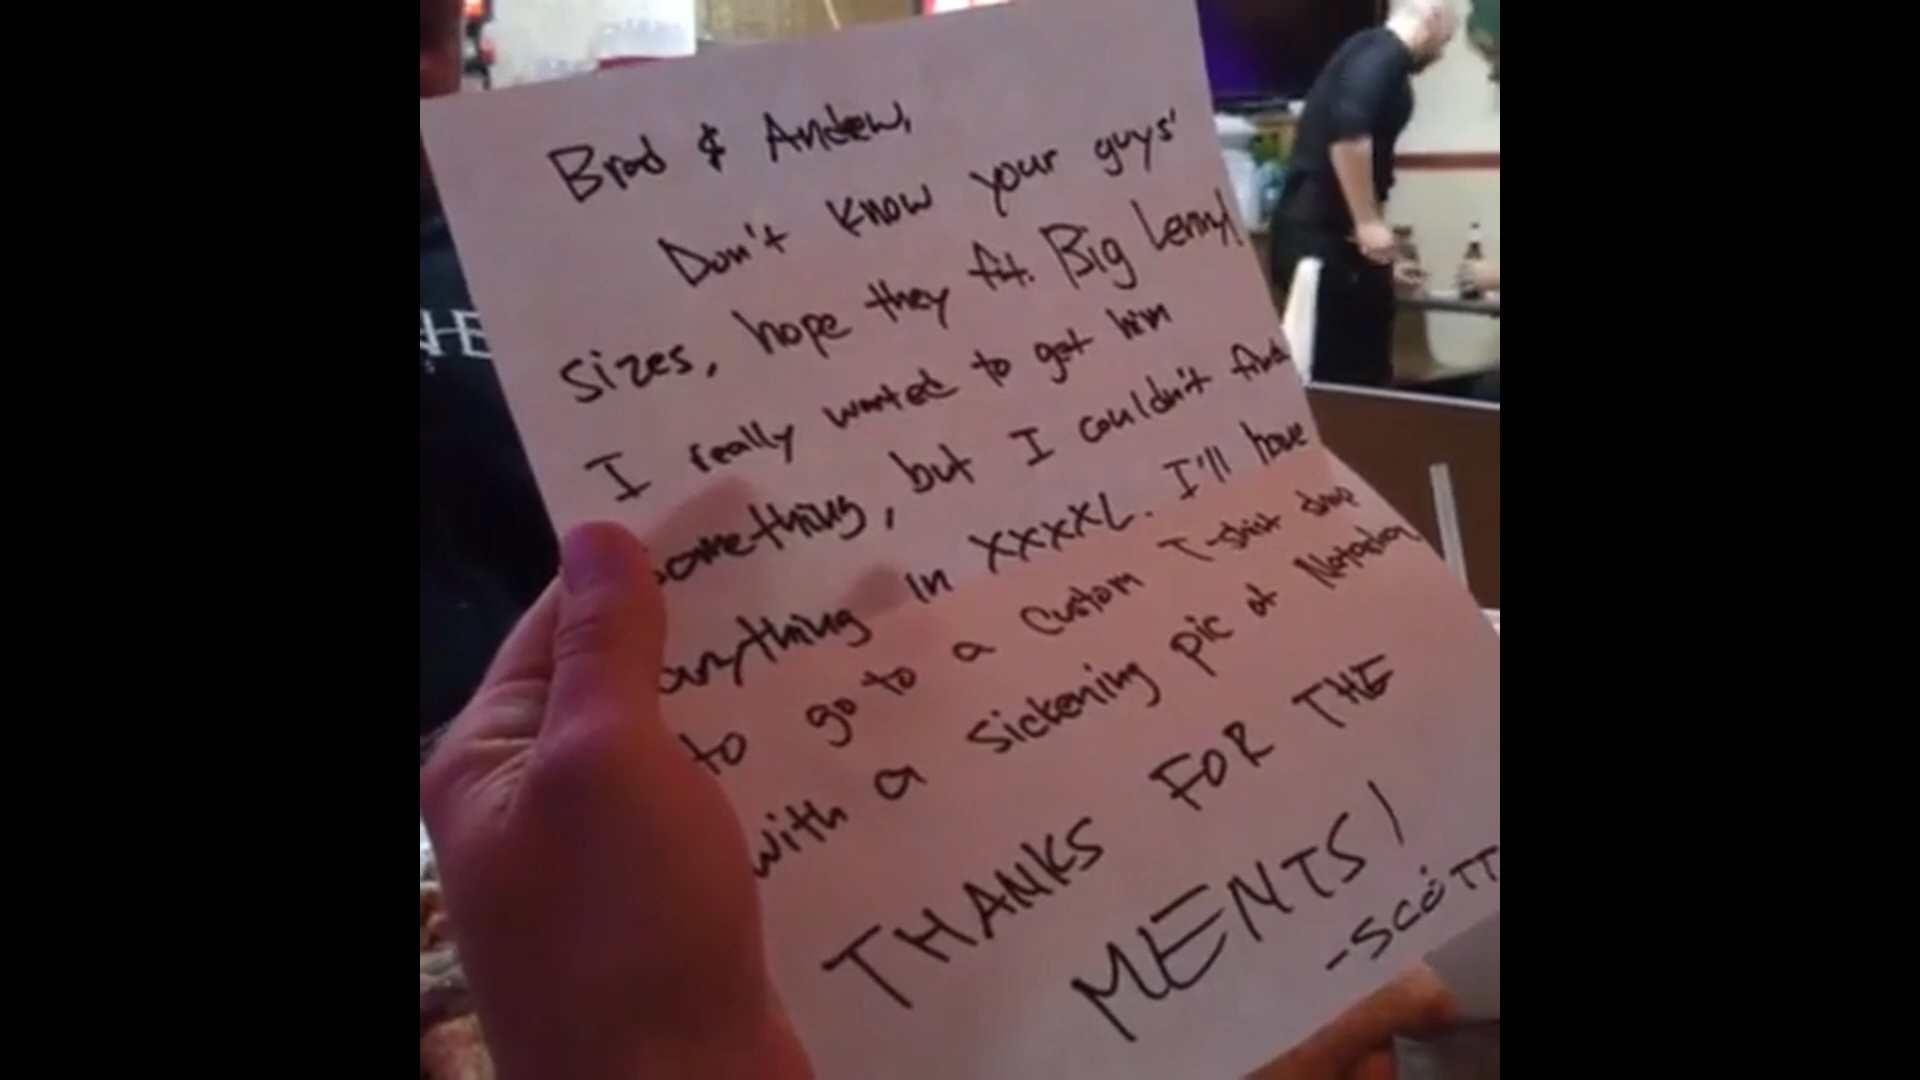 Brad & Andrew,
Don't know your guys'
sizes, hope they fit. Big Lenny!
I really wanted to get him
something, but I couldn't find
anything in XXXXL. I'll have
to go to a custom T-shirt shop
with a sickening pic of Natasha
THANKS FOR THE
MENTS!
-SCOTT